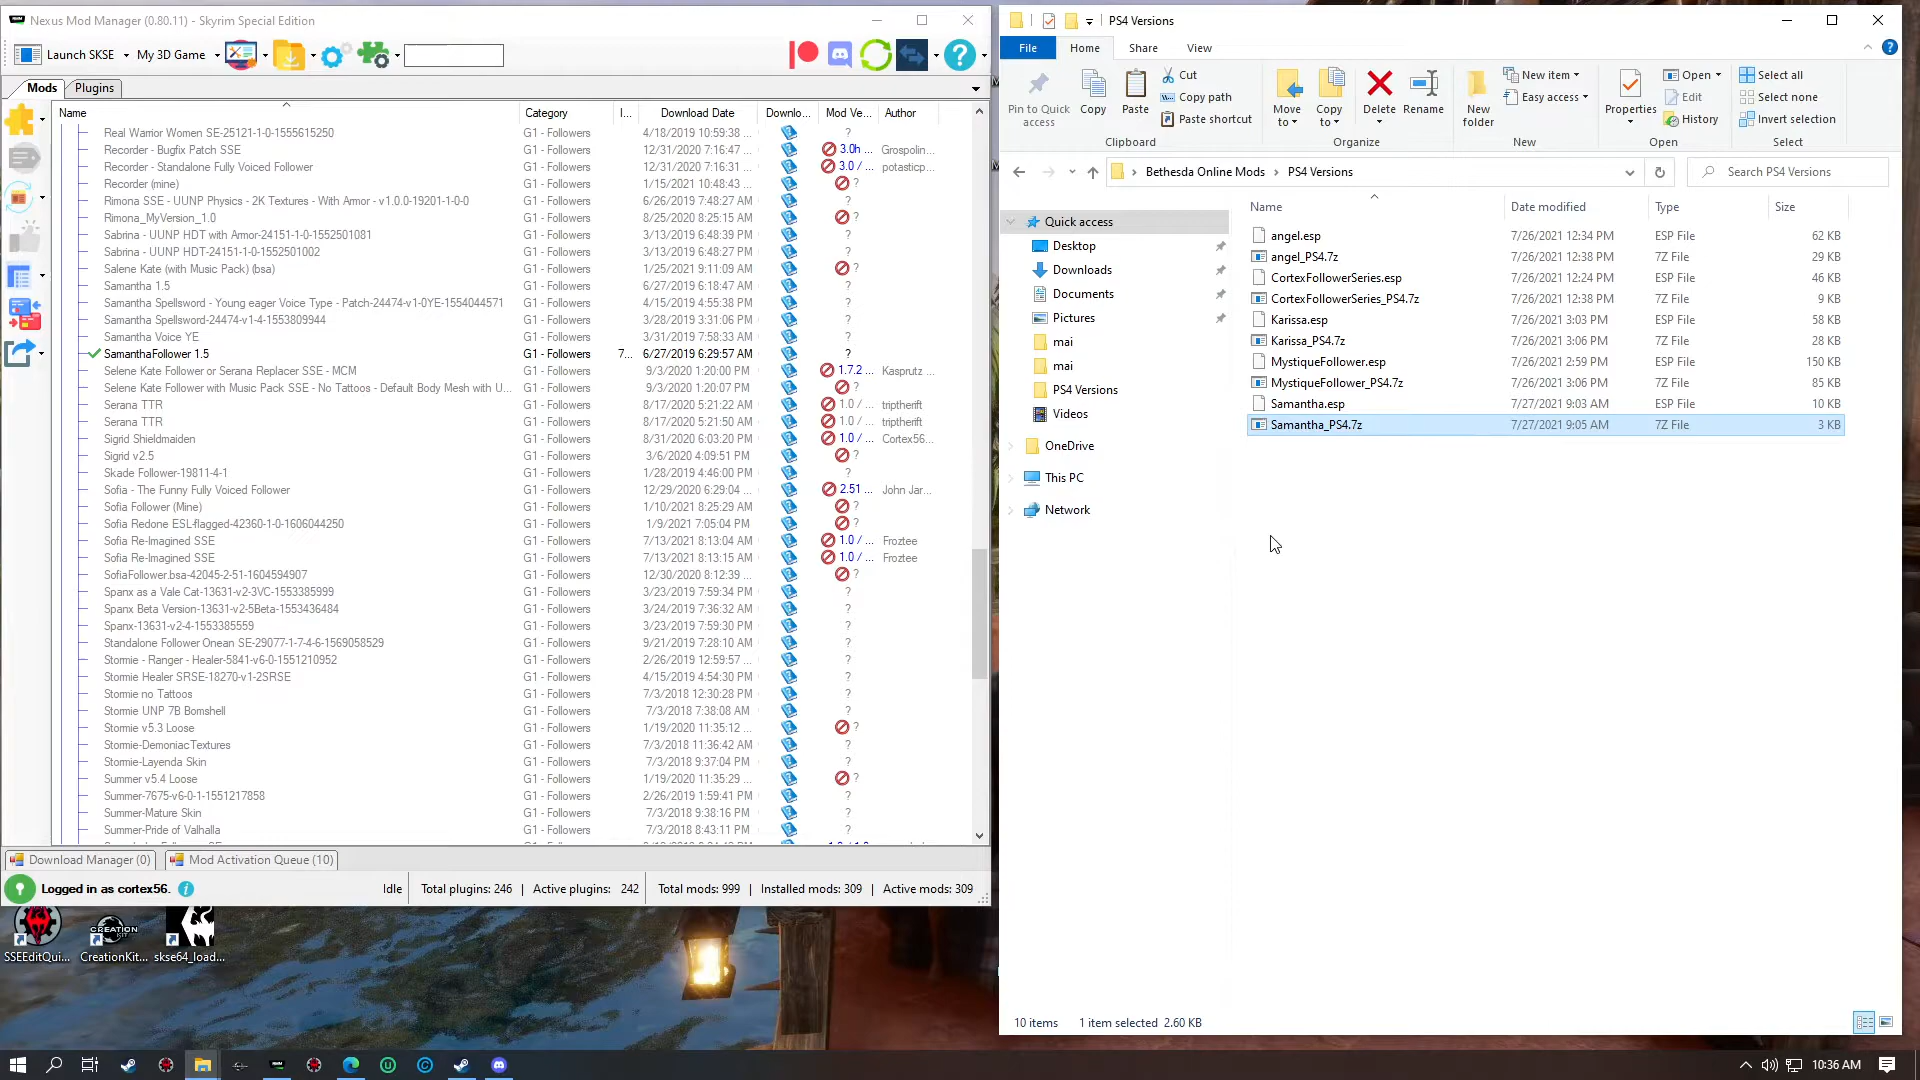 Nexus Mod Manager (0.80.11) - Skyrim Special Edition
Launch SKSE My 3D Game
Mods Plugins
Name Category I... Download Date Downlo... Mod Ve... Author
Real Warrior Women SE-25121-1-0-1555615250 G1 - Followers 4/18/2019 10:59:38 ... ?
Recorder - Bugfix Patch SSE G1 - Followers 12/31/2020 7:16:47 ... 3.0h ... Grospolin...
Recorder - Standalone Fully Voiced Follower G1 - Followers 12/31/2020 7:16:31 ... 3.0 / ... potasticp...
Recorder (mine) G1 - Followers 1/15/2021 10:48:43 ... ?
Rimona SSE - UUNP Physics - 2K Textures - With Armor - v1.0.0-19201-1-0-0 G1 - Followers 6/26/2019 7:48:27 AM ?
Rimona_MyVersion_1.0 G1 - Followers 8/25/2020 8:25:15 AM ?
Sabrina - UUNP HDT with Armor-24151-1-0-1552501081 G1 - Followers 3/13/2019 6:48:39 PM ?
Sabrina - UUNP HDT-24151-1-0-1552501002 G1 - Followers 3/13/2019 6:48:27 PM ?
Salene Kate (with Music Pack) (bsa) G1 - Followers 1/25/2021 9:11:09 AM ?
Samantha 1.5 G1 - Followers 6/27/2019 6:18:47 AM ?
Samantha Spellsword - Young eager Voice Type - Patch-24474-v1-0YE-1554044571 G1 - Followers 4/15/2019 4:55:38 PM ?
Samantha Spellsword-24474-v1-4-1553809944 G1 - Followers 3/28/2019 3:31:06 PM ?
Samantha Voice YE G1 - Followers 3/31/2019 7:58:33 AM ?
SamanthaFollower 1.5 G1 - Followers 7... 6/27/2019 6:29:57 AM ?
Selene Kate Follower or Serana Replacer SSE - MCM G1 - Followers 9/3/2020 1:20:00 PM 1.7.2 ... Kasprutz ...
Selene Kate Follower with Music Pack SSE - No Tattoos - Default Body Mesh with U... G1 - Followers 9/3/2020 1:20:07 PM ?
Serana TTR G1 - Followers 8/17/2020 5:21:22 AM 1.0 / ... triptherift
Serana TTR G1 - Followers 8/17/2020 5:21:50 AM 1.0 / ... triptherift
Sigrid Shieldmaiden G1 - Followers 8/31/2020 6:03:20 PM 1.0 / ... Cortex56...
Sigrid v2.5 G1 - Followers 3/6/2020 4:09:51 PM ?
Skade Follower-19811-4-1 G1 - Followers 1/28/2019 4:46:00 PM ?
Sofia - The Funny Fully Voiced Follower G1 - Followers 12/29/2020 6:29:04 ... 2.51 ... John Jar...
Sofia Follower (Mine) G1 - Followers 1/10/2021 8:25:29 AM ?
Sofia Redone ESL-flagged-42360-1-0-1606044250 G1 - Followers 1/9/2021 7:05:04 PM ?
Sofia Re-Imagined SSE G1 - Followers 7/13/2021 8:13:04 AM 1.0 / ... Froztee
Sofia Re-Imagined SSE G1 - Followers 7/13/2021 8:13:15 AM 1.0 / ... Froztee
SofiaFollower.bsa-42045-2-51-1604594907 G1 - Followers 12/30/2020 8:12:39 ... ?
Spanx as a Vale Cat-13631-v2-3VC-1553385999 G1 - Followers 3/23/2019 7:59:34 PM ?
Spanx Beta Version-13631-v2-5Beta-1553436484 G1 - Followers 3/24/2019 7:36:32 AM ?
Spanx-13631-v2-4-1553385559 G1 - Followers 3/23/2019 7:59:30 PM ?
Standalone Follower Onean SE-29077-1-7-4-6-1569058529 G1 - Followers 9/21/2019 7:28:10 AM ?
Stormie - Ranger - Healer-5841-v6-0-1551210952 G1 - Followers 2/26/2019 12:59:57 ... ?
Stormie Healer SRSE-18270-v1-2SRSE G1 - Followers 4/15/2019 4:54:30 PM ?
Stormie no Tattoos G1 - Followers 7/3/2018 12:30:28 PM ?
Stormie UNP 7B Bomshell G1 - Followers 7/3/2018 7:38:08 AM ?
Stormie v5.3 Loose G1 - Followers 1/19/2020 11:35:12 ... ?
Stormie-DemoniacTextures G1 - Followers 7/3/2018 11:36:42 AM ?
Stormie-Layenda Skin G1 - Followers 7/3/2018 9:37:04 PM ?
Summer v5.4 Loose G1 - Followers 1/19/2020 11:35:29 ... ?
Summer-7675-v6-0-1-1551217858 G1 - Followers 2/26/2019 1:59:41 PM ?
Summer-Mature Skin G1 - Followers 7/3/2018 9:38:16 PM ?
Summer-Pride of Valhalla G1 - Followers 7/3/2018 8:43:11 PM ?
Download Manager (0) Mod Activation Queue (10)
Logged in as cortex56. Idle Total plugins: 246 | Active plugins: 242 Total mods: 999 | Installed mods: 309 | Active mods: 309
SSEEditQui... CreationKit... skse64_load...
CREATION KIT
PS4 Versions
File Home Share View
Pin to Quick access Copy Paste Cut Copy path Paste shortcut
Move to Copy to Delete Rename New folder New item Easy access
Properties Open Edit History Select all Select none Invert selection
Clipboard Organize New Open Select
Bethesda Online Mods PS4 Versions Search PS4 Versions
Quick access
Desktop
Downloads
Documents
Pictures
mai
mai
PS4 Versions
Videos
OneDrive
This PC
Network
Name Date modified Type Size
angel.esp 7/26/2021 12:34 PM ESP File 62 KB
angel_PS4.7z 7/26/2021 12:38 PM 7Z File 29 KB
CortexFollowerSeries.esp 7/26/2021 12:24 PM ESP File 46 KB
CortexFollowerSeries_PS4.7z 7/26/2021 12:38 PM 7Z File 9 KB
Karissa.esp 7/26/2021 3:03 PM ESP File 58 KB
Karissa_PS4.7z 7/26/2021 3:06 PM 7Z File 28 KB
MystiqueFollower.esp 7/26/2021 2:59 PM ESP File 150 KB
MystiqueFollower_PS4.7z 7/26/2021 3:06 PM 7Z File 85 KB
Samantha.esp 7/27/2021 9:03 AM ESP File 10 KB
Samantha_PS4.7z 7/27/2021 9:05 AM 7Z File 3 KB
10 items 1 item selected 2.60 KB
10:36 AM